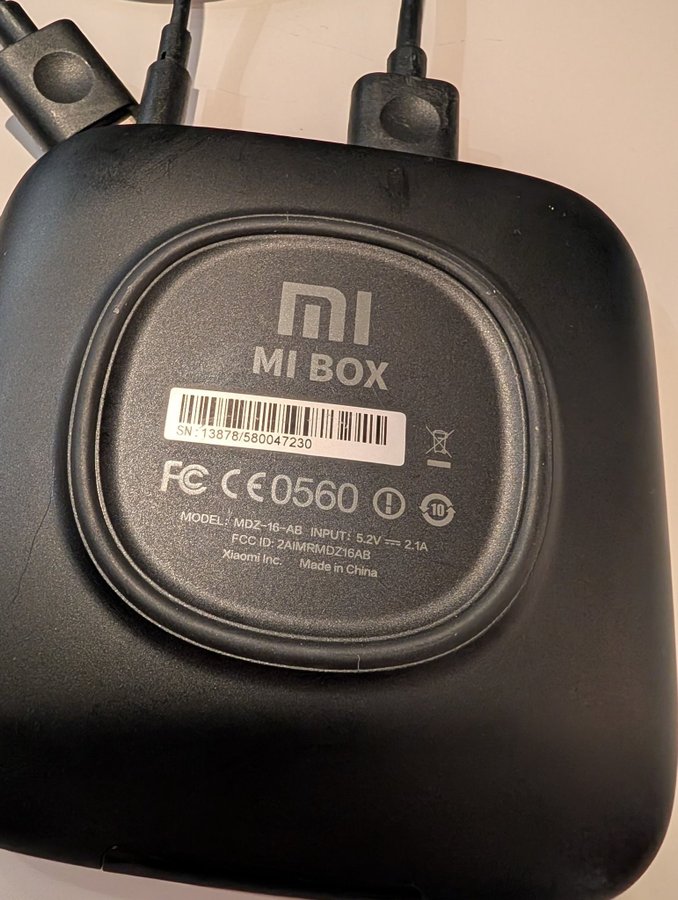 MI
MI BOX
SN:13878/580047230
FC CE0560 10
MODEL: MDZ-16-AB INPUT: 5.2V⎓2.1A
FCC ID: 2AIMRMDZ16AB
Xiaomi Inc. Made in China